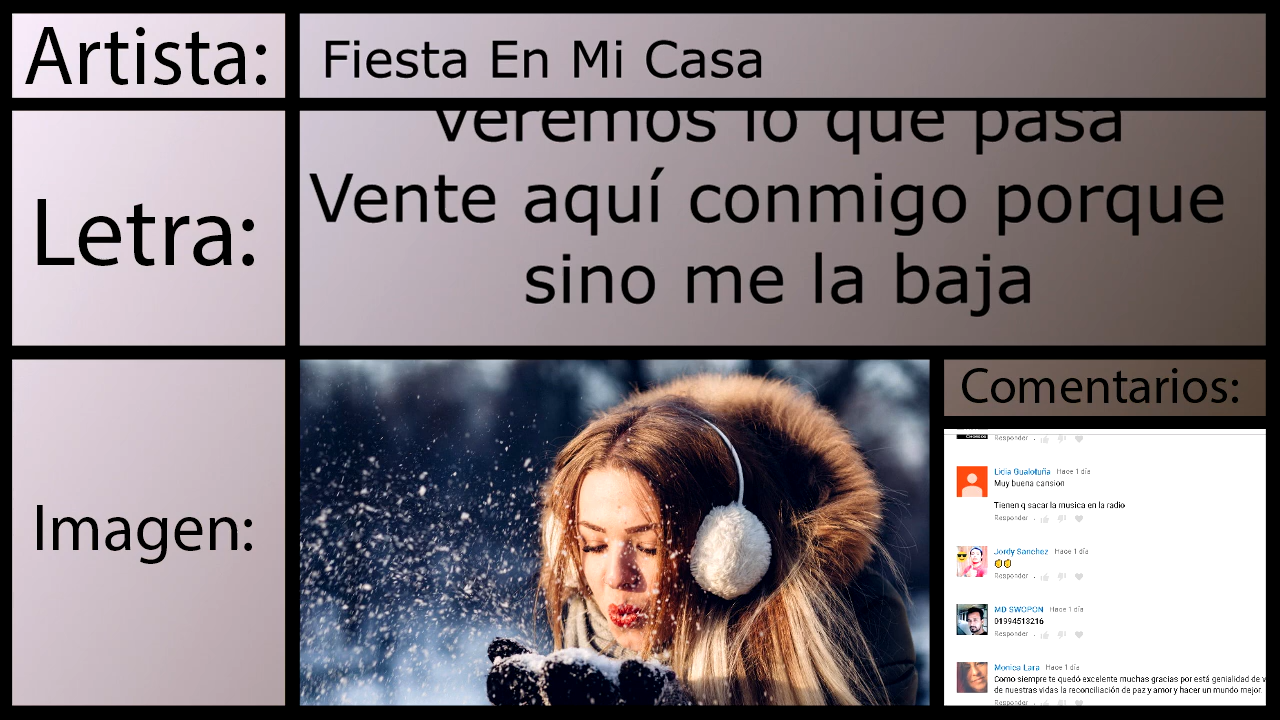 Artista:
Fiesta En Mi Casa
Letra:
Veremos lo que pasa
Vente aquí conmigo porque
sino me la baja
Imagen:
Comentarios:
Responder
Licia Gualotuña Hace 1 día
Muy buena cansion
Tienen q sacar la musica en la radio
Responder
Jordy Sanchez Hace 1 día
Responder
MD SWOPON Hace 1 día
01994513216
Responder
Monica Lara Hace 1 día
Como siempre te quedó excelente muchas gracias por está genialidad de v
de nuestras vidas la reconciliación de paz y amor y hacer un mundo mejor.
Responder